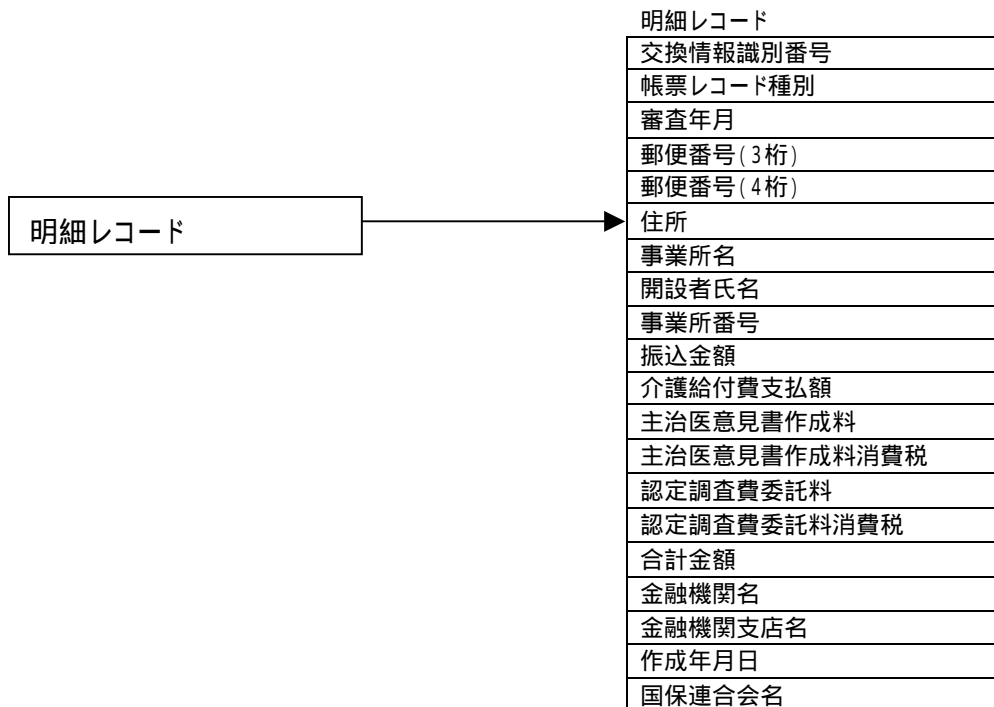 明細レコード
明細レコード
交換情報識別番号
帳票レコード種別
審査年月
郵便番号(3桁)
郵便番号(4桁)
住所
事業所名
開設者氏名
事業所番号
振込金額
介護給付費支払額
主治医意見書作成料
主治医意見書作成料消費税
認定調査費委託料
認定調査費委託料消費税
合計金額
金融機関名
金融機関支店名
作成年月日
国保連合会名